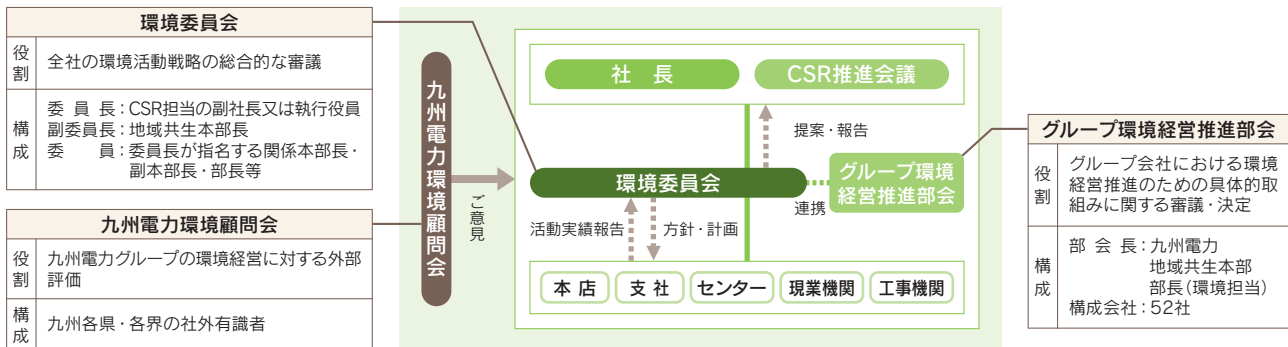 環境委員会
役割
全社の環境活動戦略の総合的な審議
構成
委員長：CSR担当の副社長又は執行役員
副委員長：地域共生本部長
委員：委員長が指名する関係本部長・
副本部長・部長等
九州電力環境顧問会
役割
九州電力グループの環境経営に対する外部
評価
構成
九州各県・各界の社外有識者
九州電力環境顧問会
ご意見
社長
CSR推進会議
提案・報告
環境委員会
連携
グループ環境
経営推進部会
活動実績報告
方針・計画
本店
支社
センター
現業機関
工事機関
グループ環境経営推進部会
役割
グループ会社における環境
経営推進のための具体的取
組みに関する審議・決定
構成
部会長：九州電力
地域共生本部
部長（環境担当）
構成会社：52社